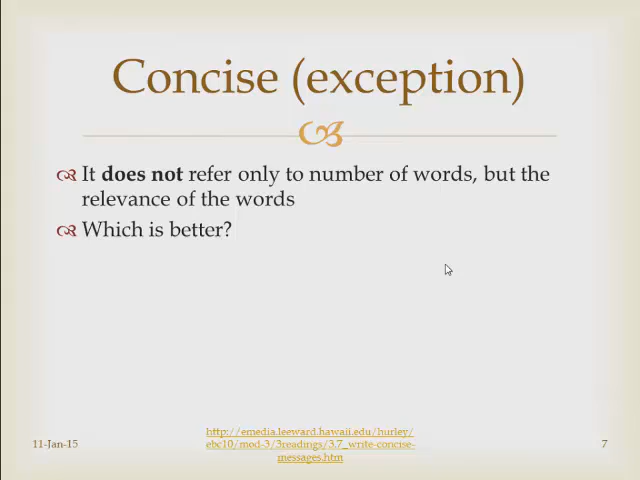 Concise (exception)
It does not refer only to number of words, but the
relevance of the words
Which is better?
11-Jan-15
http://emedia.leeward.hawaii.edu/hurley/
ebc10/mod-3/3readings/3.7_write-concise-
messages.htm
7